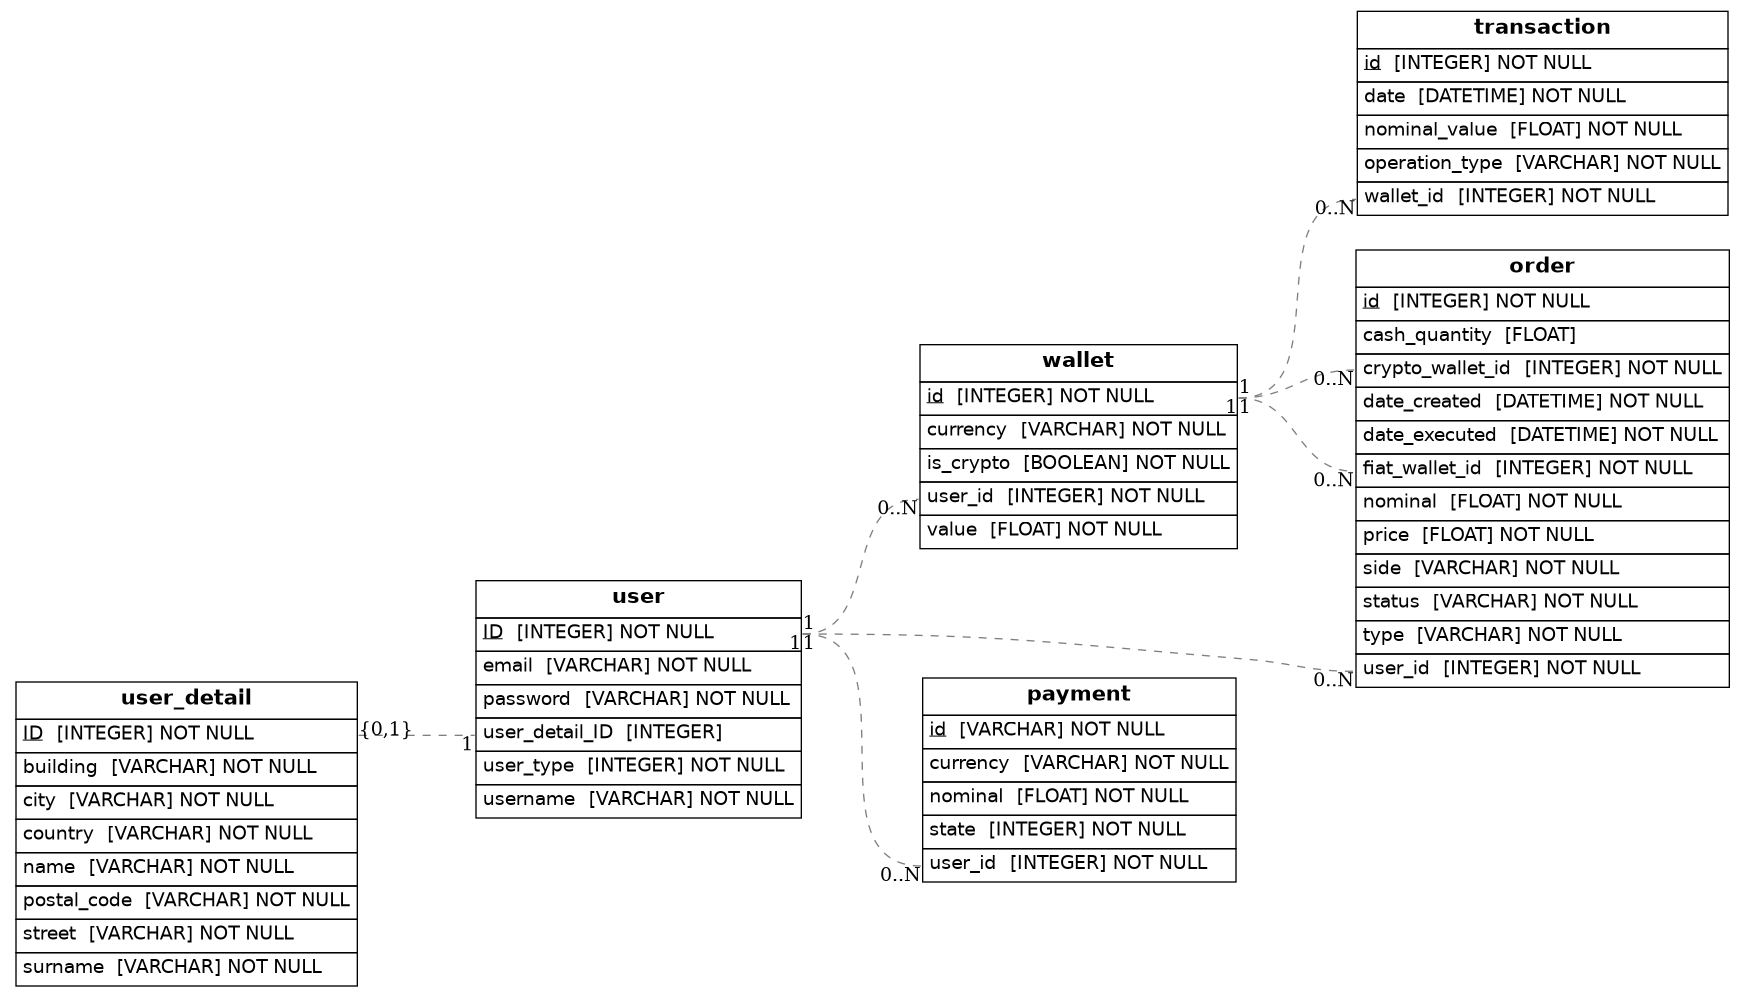 transaction
id [INTEGER] NOT NULL
date [DATETIME] NOT NULL
nominal_value [FLOAT] NOT NULL
operation_type [VARCHAR] NOT NULL
wallet_id [INTEGER] NOT NULL
0..N
order
id [INTEGER] NOT NULL
cash_quantity [FLOAT]
crypto_wallet_id [INTEGER] NOT NULL
date_created [DATETIME] NOT NULL
date_executed [DATETIME] NOT NULL
fiat_wallet_id [INTEGER] NOT NULL
nominal [FLOAT] NOT NULL
price [FLOAT] NOT NULL
side [VARCHAR] NOT NULL
status [VARCHAR] NOT NULL
type [VARCHAR] NOT NULL
user_id [INTEGER] NOT NULL
0..N
0..N
0..N
wallet
id [INTEGER] NOT NULL
currency [VARCHAR] NOT NULL
is_crypto [BOOLEAN] NOT NULL
user_id [INTEGER] NOT NULL
value [FLOAT] NOT NULL
1
11
0..N
user
ID [INTEGER] NOT NULL
email [VARCHAR] NOT NULL
password [VARCHAR] NOT NULL
user_detail_ID [INTEGER]
user_type [INTEGER] NOT NULL
username [VARCHAR] NOT NULL
1
11
payment
id [VARCHAR] NOT NULL
currency [VARCHAR] NOT NULL
nominal [FLOAT] NOT NULL
state [INTEGER] NOT NULL
user_id [INTEGER] NOT NULL
0..N
user_detail
ID [INTEGER] NOT NULL
building [VARCHAR] NOT NULL
city [VARCHAR] NOT NULL
country [VARCHAR] NOT NULL
name [VARCHAR] NOT NULL
postal_code [VARCHAR] NOT NULL
street [VARCHAR] NOT NULL
surname [VARCHAR] NOT NULL
{0,1}
1